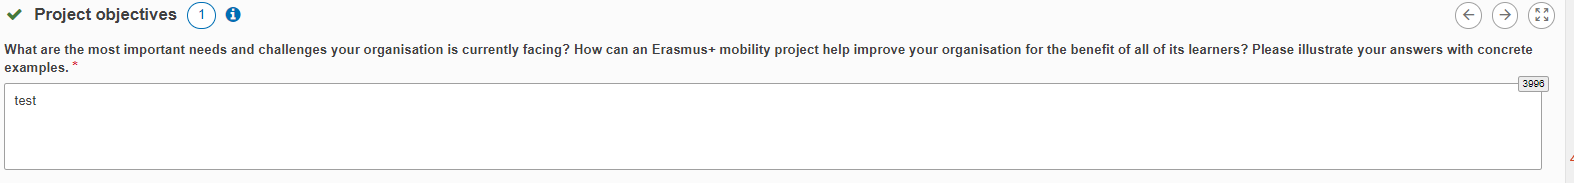 Project objectives 1
What are the most important needs and challenges your organisation is currently facing? How can an Erasmus+ mobility project help improve your organisation for the benefit of all of its learners? Please illustrate your answers with concrete
examples. *
3996
test